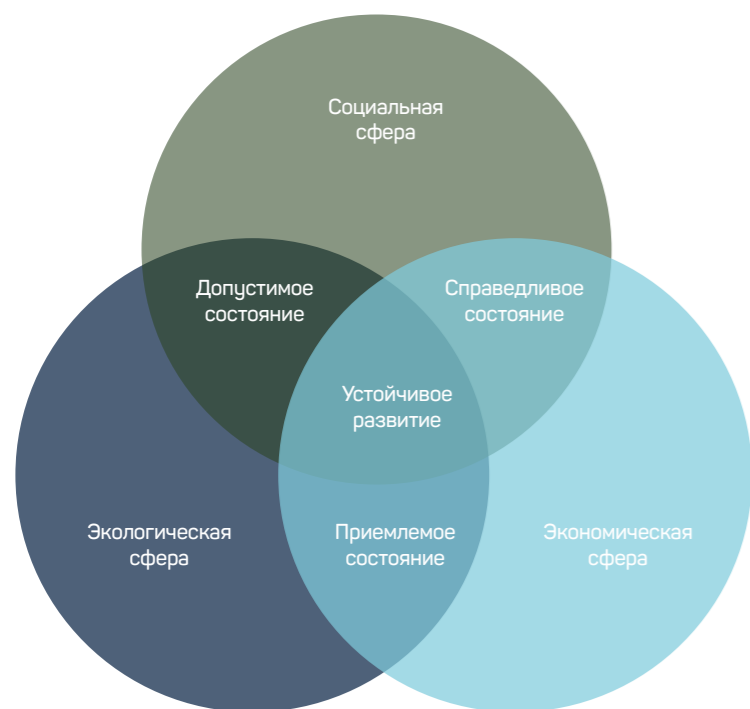 Социальная
сфера
Допустимое
состояние
Справедливое
состояние
Устойчивое
развитие
Экологическая
сфера
Приемлемое
состояние
Экономическая
сфера